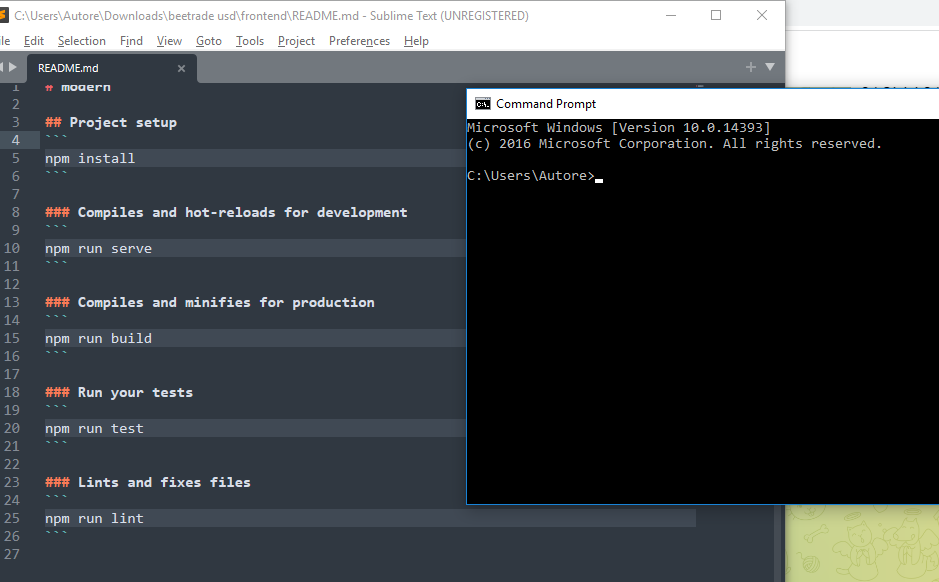 C:\Users\Autore\Downloads\beetrade usd\frontend\README.md - Sublime Text (UNREGISTERED)
ile Edit Selection Find View Goto Tools Project Preferences Help
README.md
1 # modern
2
3 ## Project setup
4 ```
5 npm install
6 ```
7
8 ### Compiles and hot-reloads for development
9 ```
10 npm run serve
11 ```
12
13 ### Compiles and minifies for production
14 ```
15 npm run build
16 ```
17
18 ### Run your tests
19 ```
20 npm run test
21 ```
22
23 ### Lints and fixes files
24 ```
25 npm run lint
26 ```
27
Command Prompt
Microsoft Windows [Version 10.0.14393]
(c) 2016 Microsoft Corporation. All rights reserved.
C:\Users\Autore>